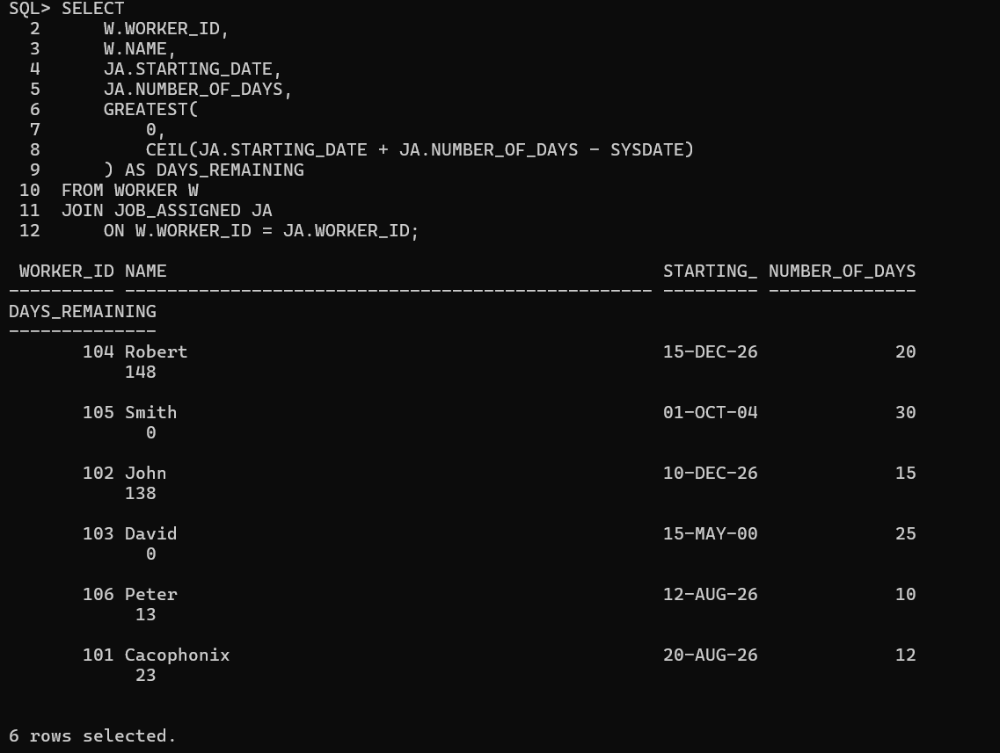 SQL> SELECT
  2      W.WORKER_ID,
  3      W.NAME,
  4      JA.STARTING_DATE,
  5      JA.NUMBER_OF_DAYS,
  6      GREATEST(
  7          0,
  8          CEIL(JA.STARTING_DATE + JA.NUMBER_OF_DAYS - SYSDATE)
  9      ) AS DAYS_REMAINING
 10  FROM WORKER W
 11  JOIN JOB_ASSIGNED JA
 12      ON W.WORKER_ID = JA.WORKER_ID;

 WORKER_ID NAME                                               STARTING_ NUMBER_OF_DAYS
---------- -------------------------------------------------- --------- --------------
DAYS_REMAINING
--------------
       104 Robert                                             15-DEC-26             20
           148

       105 Smith                                              01-OCT-04             30
             0

       102 John                                               10-DEC-26             15
           138

       103 David                                              15-MAY-00             25
             0

       106 Peter                                              12-AUG-26             10
            13

       101 Cacophonix                                         20-AUG-26             12
            23

6 rows selected.